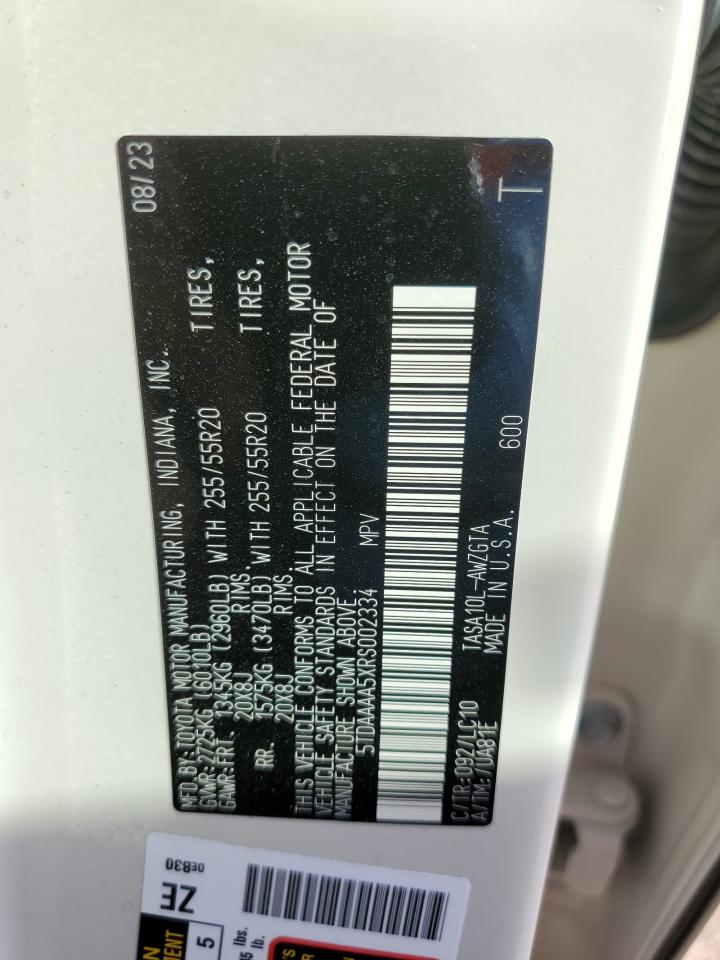 MFD.BY:TOYOTA MOTOR MANUFACTURING, INDIANA, INC. 08/23
GVWR:2725KG (6010LB)
GAWR:FRT. 1345KG (2960LB) WITH 255/55R20 TIRES,
20X8J RIMS.
RR. 1575KG (3470LB) WITH 255/55R20 TIRES,
20X8J RIMS.
THIS VEHICLE CONFORMS TO ALL APPLICABLE FEDERAL MOTOR
VEHICLE SAFETY STANDARDS IN EFFECT ON THE DATE OF
MANUFACTURE SHOWN ABOVE.
5TDAAAA5XRS002334 MPV
C/TR:092/LC10 TASA10L-AWZGTA
A/TM:/UA81E MADE IN U.S.A. 600 T
0EB30
ZE
5
lbs.
lb.